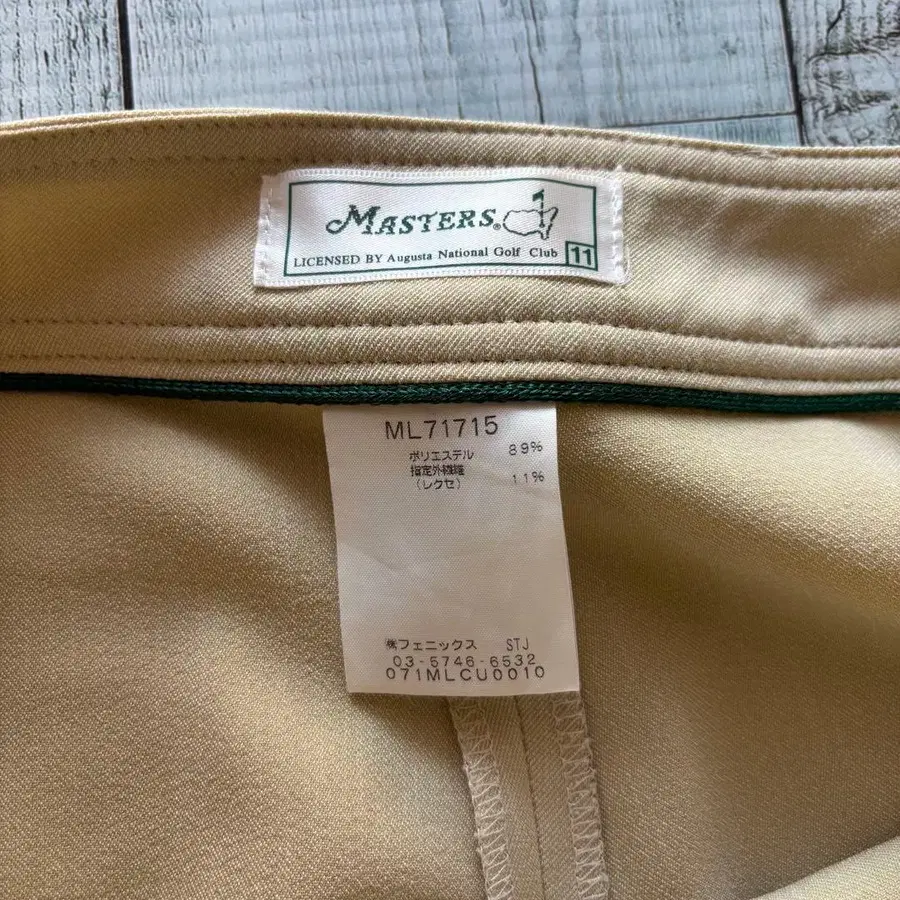 MASTERS®
LICENSED BY Augusta National Golf Club 11
ML71715
ポリエステル 89%
指定外繊維 11%
(レクセ)
㈱フェニックス STJ
03-5746-6532
071MLCU0010